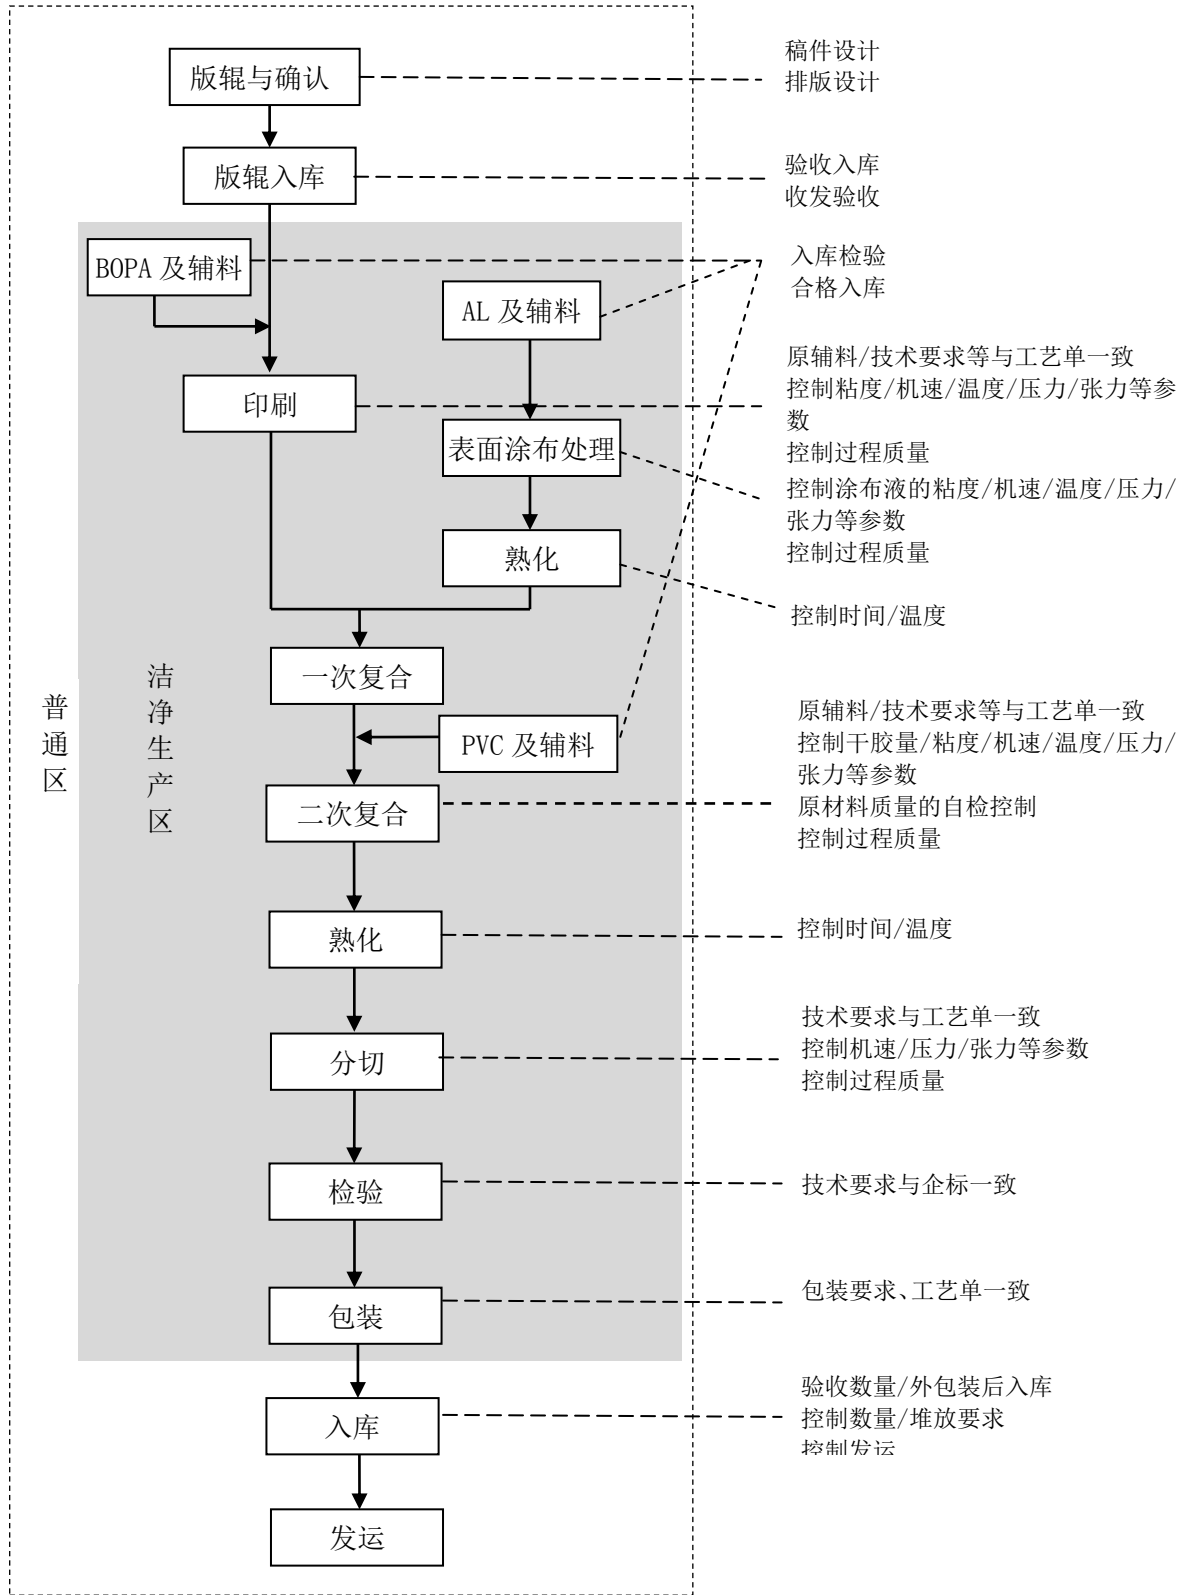 版辊与确认
稿件设计
排版设计
版辊入库
验收入库
收发验收
BOPA 及辅料
AL 及辅料
入库检验
合格入库
印刷
原辅料/技术要求等与工艺单一致
控制粘度/机速/温度/压力/张力等参
数
控制过程质量
表面涂布处理
控制涂布液的粘度/机速/温度/压力/
张力等参数
控制过程质量
熟化
控制时间/温度
一次复合
普通区
洁净生产区
PVC 及辅料
二次复合
原辅料/技术要求等与工艺单一致
控制干胶量/粘度/机速/温度/压力/
张力等参数
原材料质量的自检控制
控制过程质量
熟化
控制时间/温度
分切
技术要求与工艺单一致
控制机速/压力/张力等参数
控制过程质量
检验
技术要求与企标一致
包装
包装要求、工艺单一致
入库
验收数量/外包装后入库
控制数量/堆放要求
控制发运
发运